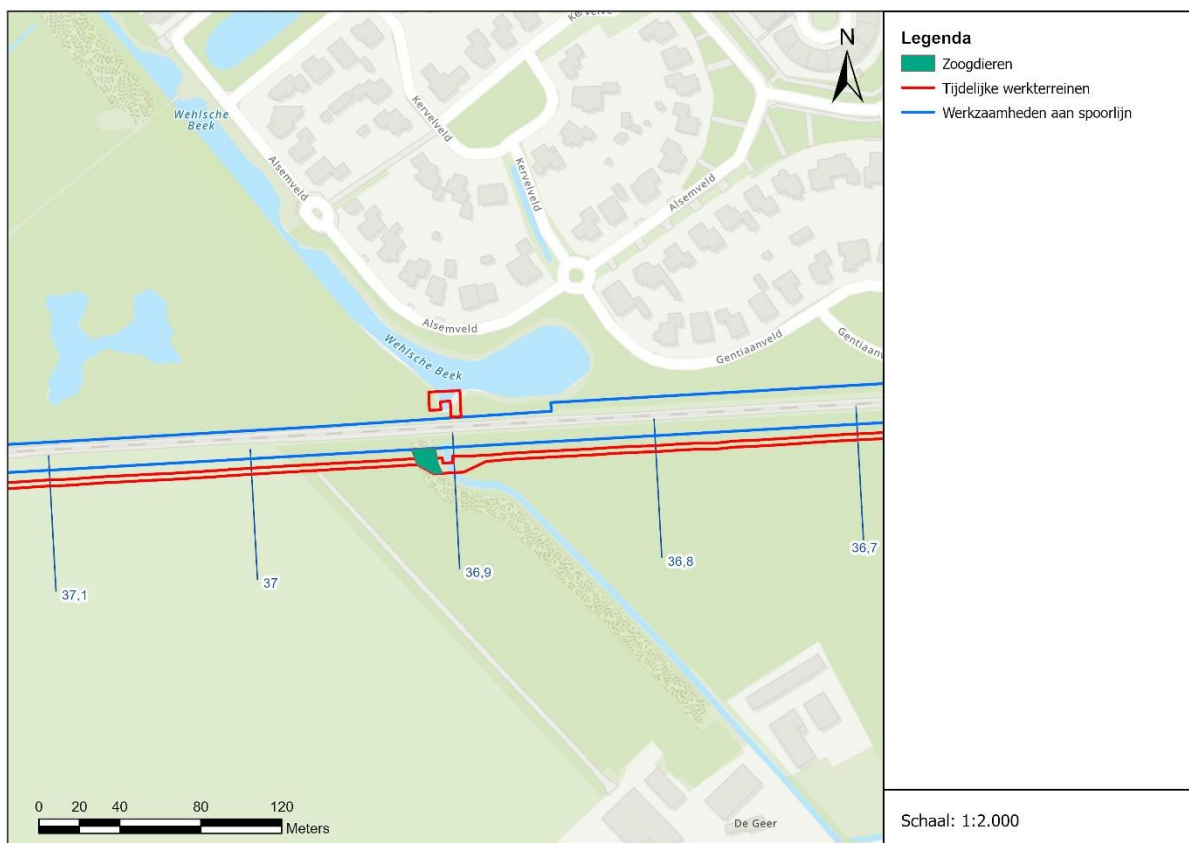 Wehlsche
Beek
Alsemveld
Kervelveld
Kervelveld
Kervelveld
Alsemveld
Alsemveld
Wehlsche Beek
Gentiaanveld
Gentiaanv
N
37,1
37
36,9
36,8
36,7
De Geer
0 20 40 80 120
Meters
Legenda
Zoogdieren
Tijdelijke werkterreinen
Werkzaamheden aan spoorlijn
Schaal: 1:2.000